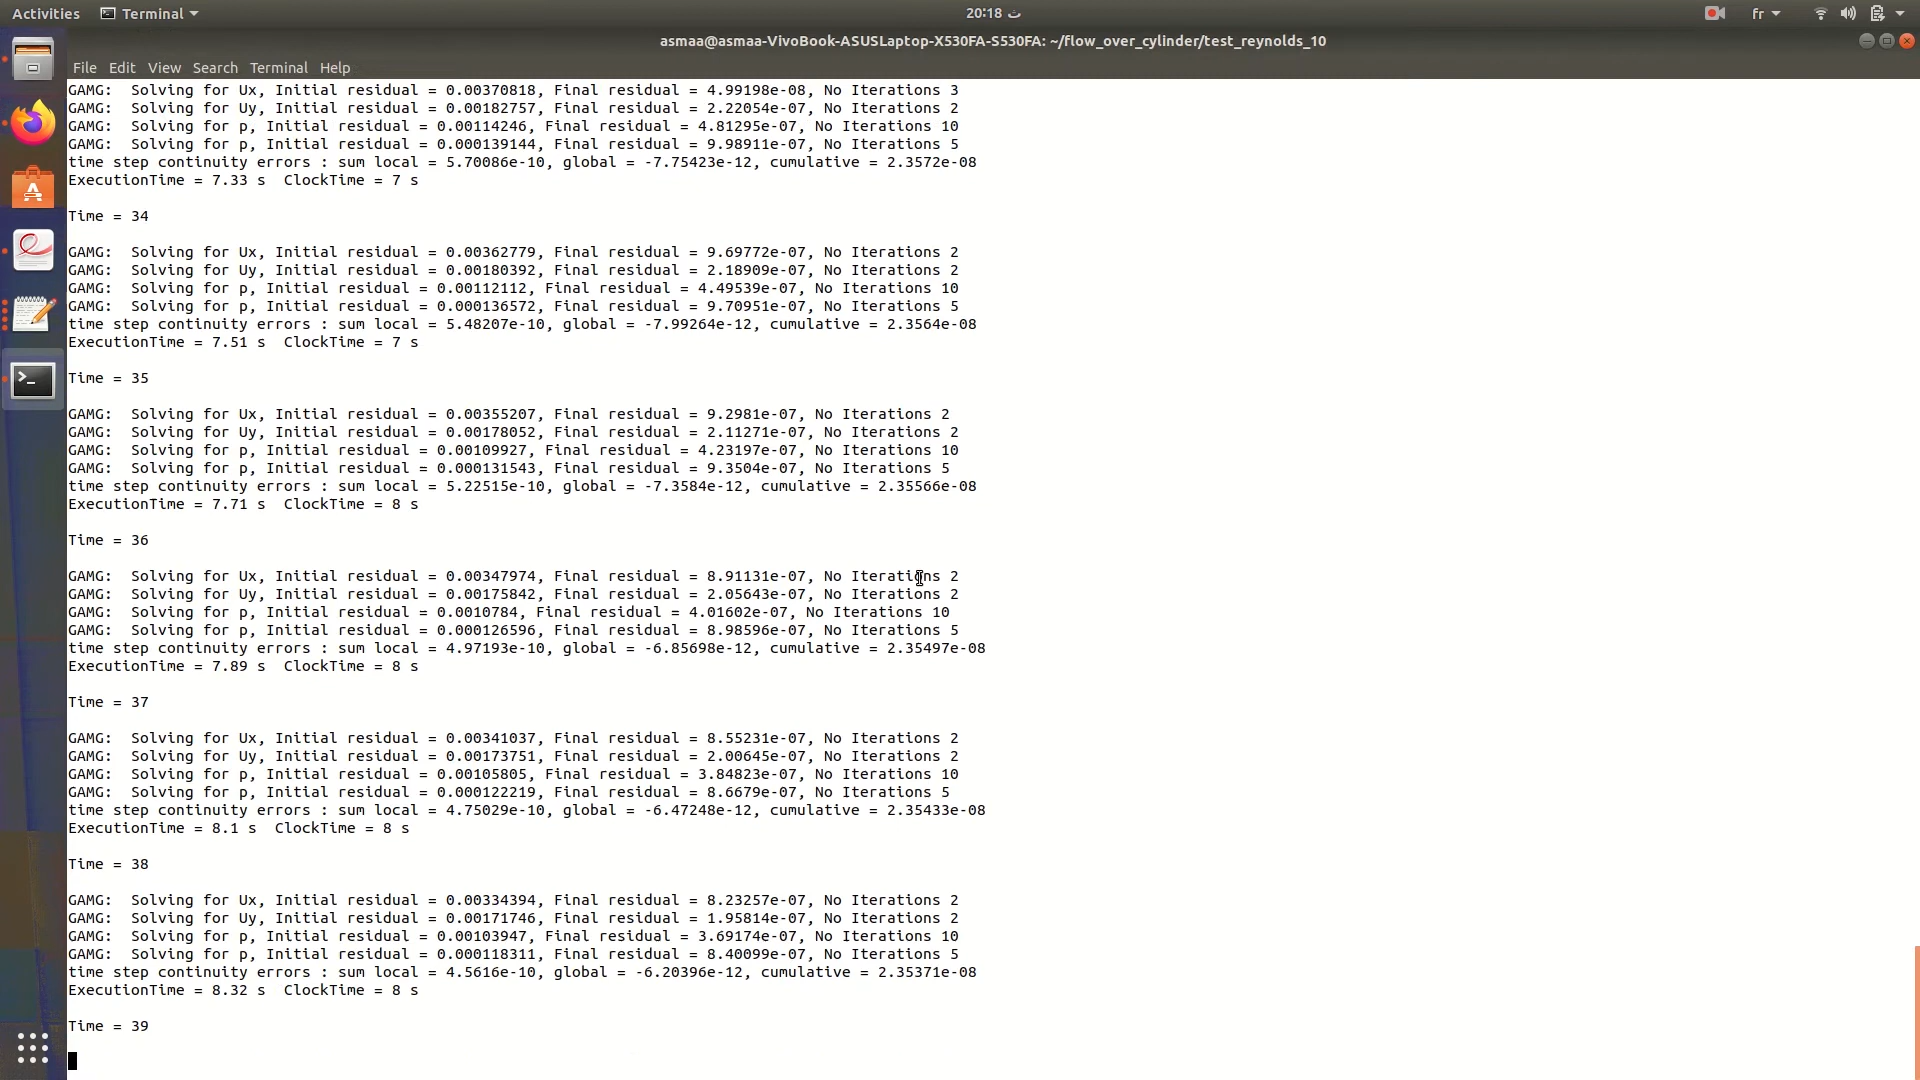 Activities Terminal 20:18 ث fr
asmaa@asmaa-VivoBook-ASUSLaptop-X530FA-S530FA: ~/flow_over_cylinder/test_reynolds_10
File Edit View Search Terminal Help
GAMG:  Solving for Ux, Initial residual = 0.00370818, Final residual = 4.99198e-08, No Iterations 3
GAMG:  Solving for Uy, Initial residual = 0.00182757, Final residual = 2.22054e-07, No Iterations 2
GAMG:  Solving for p, Initial residual = 0.00114246, Final residual = 4.81295e-07, No Iterations 10
GAMG:  Solving for p, Initial residual = 0.000139144, Final residual = 9.98911e-07, No Iterations 5
time step continuity errors : sum local = 5.70086e-10, global = -7.75423e-12, cumulative = 2.3572e-08
ExecutionTime = 7.33 s  ClockTime = 7 s
Time = 34
GAMG:  Solving for Ux, Initial residual = 0.00362779, Final residual = 9.69772e-07, No Iterations 2
GAMG:  Solving for Uy, Initial residual = 0.00180392, Final residual = 2.18909e-07, No Iterations 2
GAMG:  Solving for p, Initial residual = 0.00112112, Final residual = 4.49539e-07, No Iterations 10
GAMG:  Solving for p, Initial residual = 0.000136572, Final residual = 9.70951e-07, No Iterations 5
time step continuity errors : sum local = 5.48207e-10, global = -7.99264e-12, cumulative = 2.3564e-08
ExecutionTime = 7.51 s  ClockTime = 7 s
Time = 35
GAMG:  Solving for Ux, Initial residual = 0.00355207, Final residual = 9.2981e-07, No Iterations 2
GAMG:  Solving for Uy, Initial residual = 0.00178052, Final residual = 2.11271e-07, No Iterations 2
GAMG:  Solving for p, Initial residual = 0.00109927, Final residual = 4.23197e-07, No Iterations 10
GAMG:  Solving for p, Initial residual = 0.000131543, Final residual = 9.3504e-07, No Iterations 5
time step continuity errors : sum local = 5.22515e-10, global = -7.3584e-12, cumulative = 2.35566e-08
ExecutionTime = 7.71 s  ClockTime = 8 s
Time = 36
GAMG:  Solving for Ux, Initial residual = 0.00347974, Final residual = 8.91131e-07, No Iterations 2
GAMG:  Solving for Uy, Initial residual = 0.00175842, Final residual = 2.05643e-07, No Iterations 2
GAMG:  Solving for p, Initial residual = 0.0010784, Final residual = 4.01602e-07, No Iterations 10
GAMG:  Solving for p, Initial residual = 0.000126596, Final residual = 8.98596e-07, No Iterations 5
time step continuity errors : sum local = 4.97193e-10, global = -6.85698e-12, cumulative = 2.35497e-08
ExecutionTime = 7.89 s  ClockTime = 8 s
Time = 37
GAMG:  Solving for Ux, Initial residual = 0.00341037, Final residual = 8.55231e-07, No Iterations 2
GAMG:  Solving for Uy, Initial residual = 0.00173751, Final residual = 2.00645e-07, No Iterations 2
GAMG:  Solving for p, Initial residual = 0.00105805, Final residual = 3.84823e-07, No Iterations 10
GAMG:  Solving for p, Initial residual = 0.000122219, Final residual = 8.6679e-07, No Iterations 5
time step continuity errors : sum local = 4.75029e-10, global = -6.47248e-12, cumulative = 2.35433e-08
ExecutionTime = 8.1 s  ClockTime = 8 s
Time = 38
GAMG:  Solving for Ux, Initial residual = 0.00334394, Final residual = 8.23257e-07, No Iterations 2
GAMG:  Solving for Uy, Initial residual = 0.00171746, Final residual = 1.95814e-07, No Iterations 2
GAMG:  Solving for p, Initial residual = 0.00103947, Final residual = 3.69174e-07, No Iterations 10
GAMG:  Solving for p, Initial residual = 0.000118311, Final residual = 8.40099e-07, No Iterations 5
time step continuity errors : sum local = 4.5616e-10, global = -6.20396e-12, cumulative = 2.35371e-08
ExecutionTime = 8.32 s  ClockTime = 8 s
Time = 39